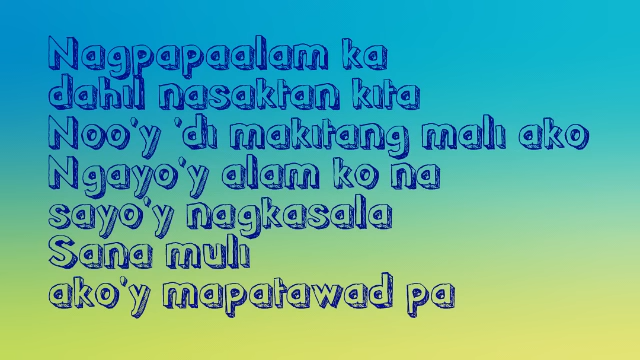 Nagpapaalam ka
dahil nasaktan kita
Noo'y 'di makitang mali ako
Ngayo'y alam ko na
sayo'y nagkasala
Sana muli
ako'y mapatawad pa